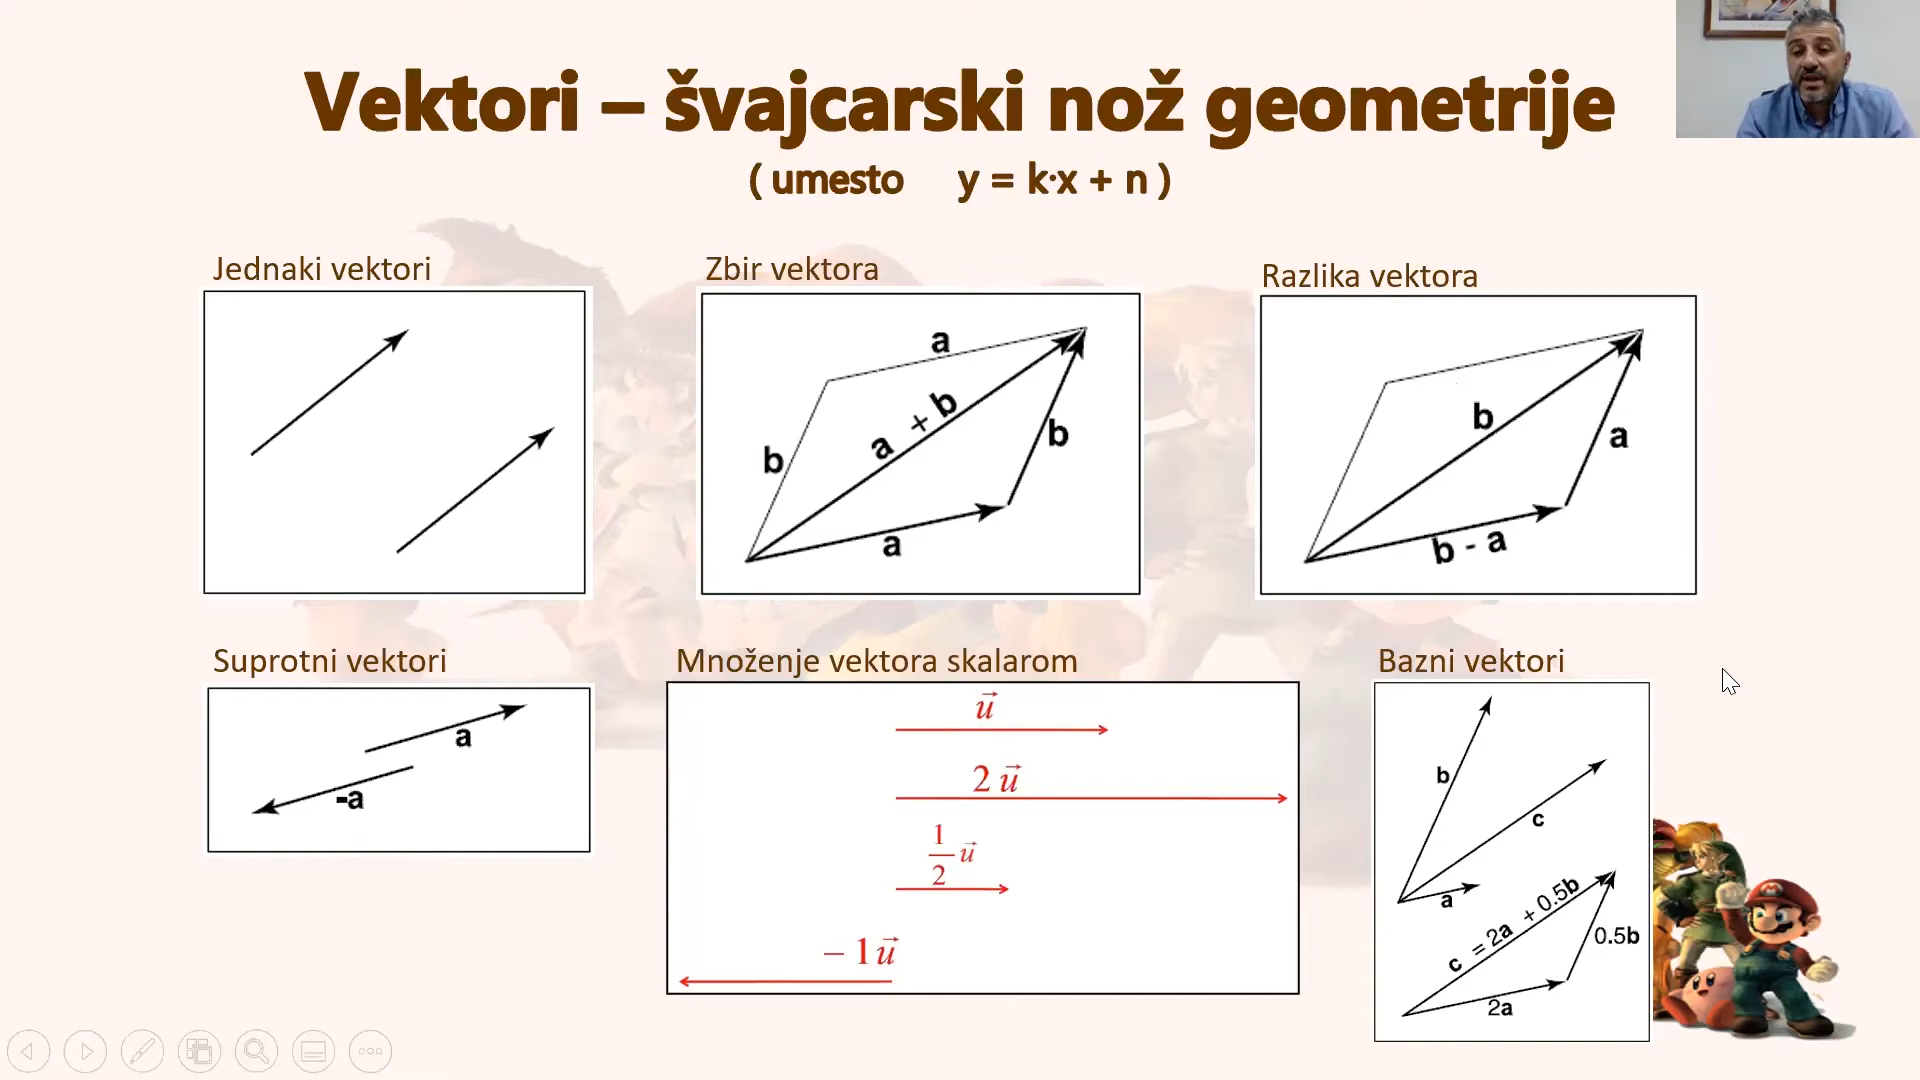 Vektori – švajcarski nož geometrije
( umesto y = k·x + n )
Jednaki vektori
Zbir vektora
a
a + b
b
b
a
Razlika vektora
b
a
b - a
Suprotni vektori
a
-a
Množenje vektora skalarom
u⃗
2 u⃗
1/2 u⃗
– 1 u⃗
Bazni vektori
b
c
a
c = 2a + 0.5b
0.5b
2a